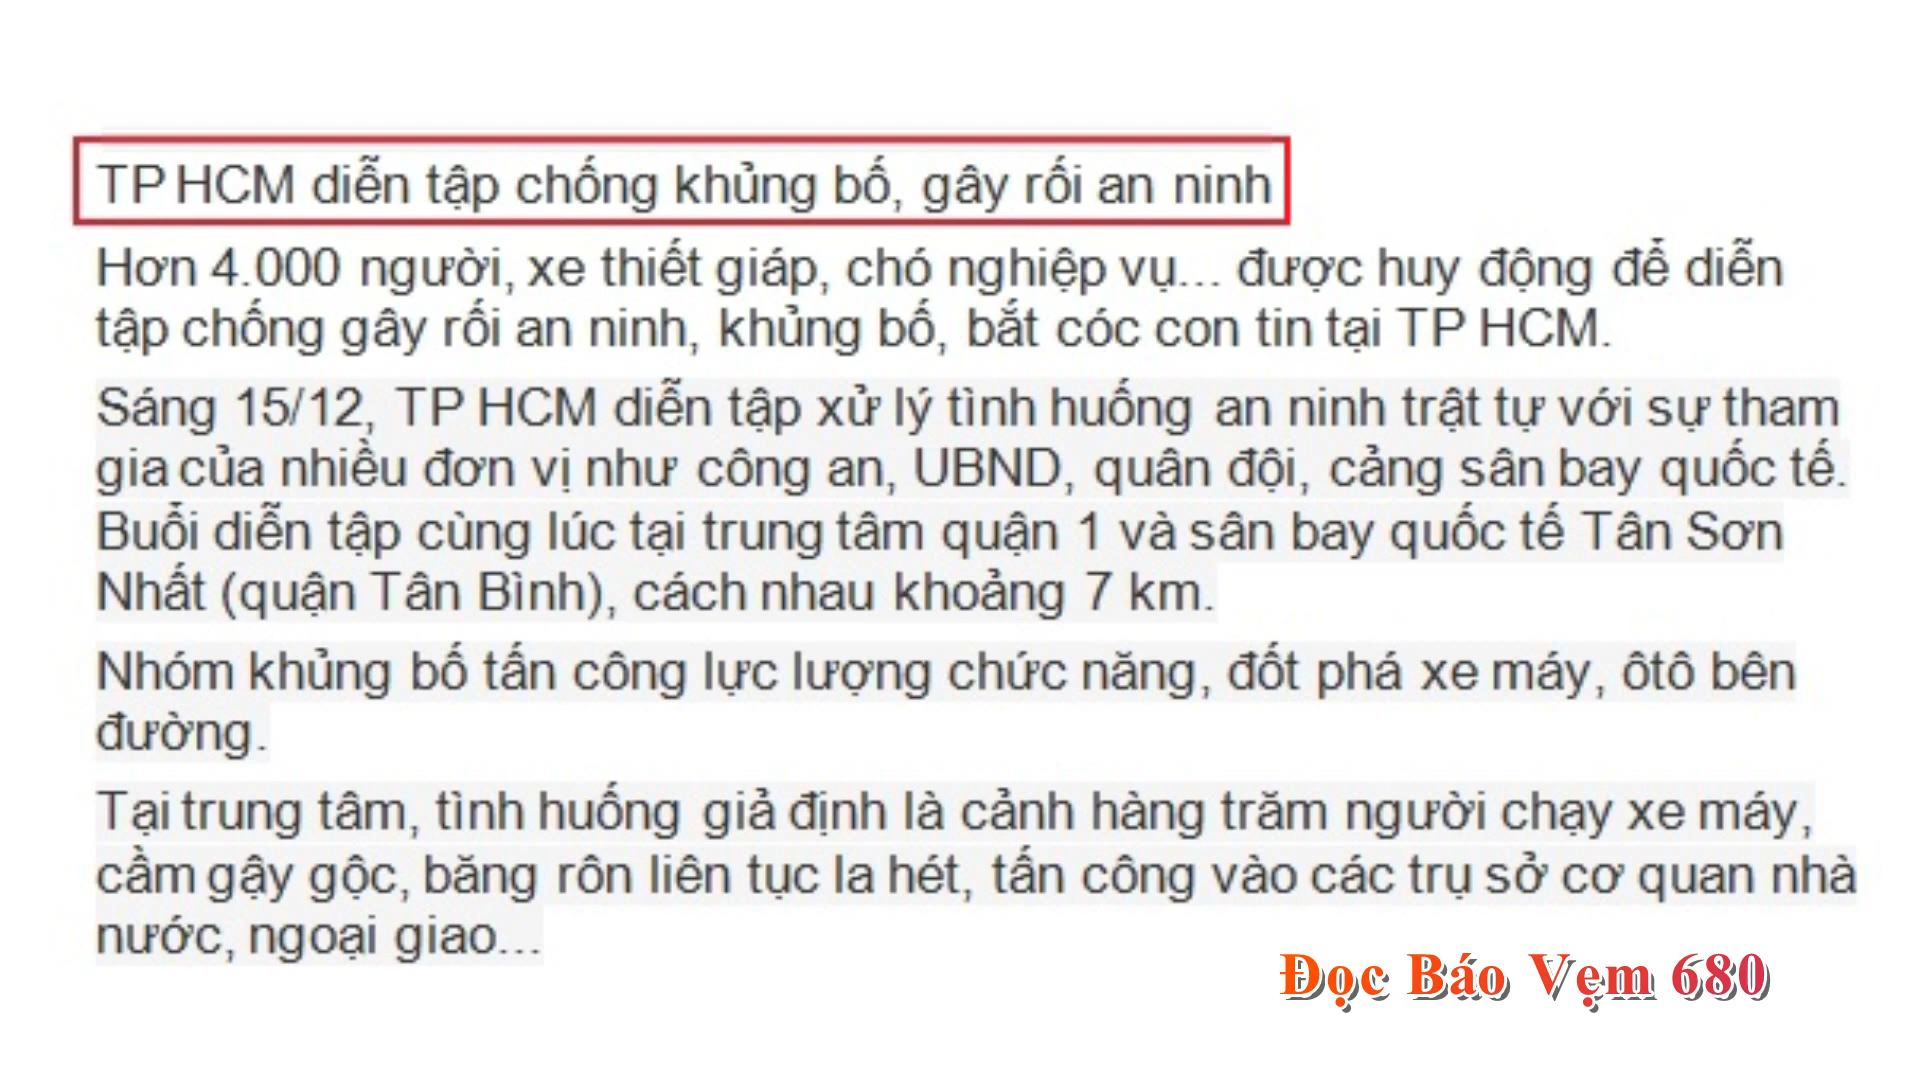 TP HCM diễn tập chống khủng bố, gây rối an ninh
Hơn 4.000 người, xe thiết giáp, chó nghiệp vụ... được huy động để diễn
tập chống gây rối an ninh, khủng bố, bắt cóc con tin tại TP HCM.
Sáng 15/12, TP HCM diễn tập xử lý tình huống an ninh trật tự với sự tham
gia của nhiều đơn vị như công an, UBND, quân đội, cảng sân bay quốc tế.
Buổi diễn tập cùng lúc tại trung tâm quận 1 và sân bay quốc tế Tân Sơn
Nhất (quận Tân Bình), cách nhau khoảng 7 km.
Nhóm khủng bố tấn công lực lượng chức năng, đốt phá xe máy, ôtô bên
đường.
Tại trung tâm, tình huống giả định là cảnh hàng trăm người chạy xe máy,
cầm gậy gộc, băng rôn liên tục la hét, tấn công vào các trụ sở cơ quan nhà
nước, ngoại giao...
Đọc Báo Vẹm 680